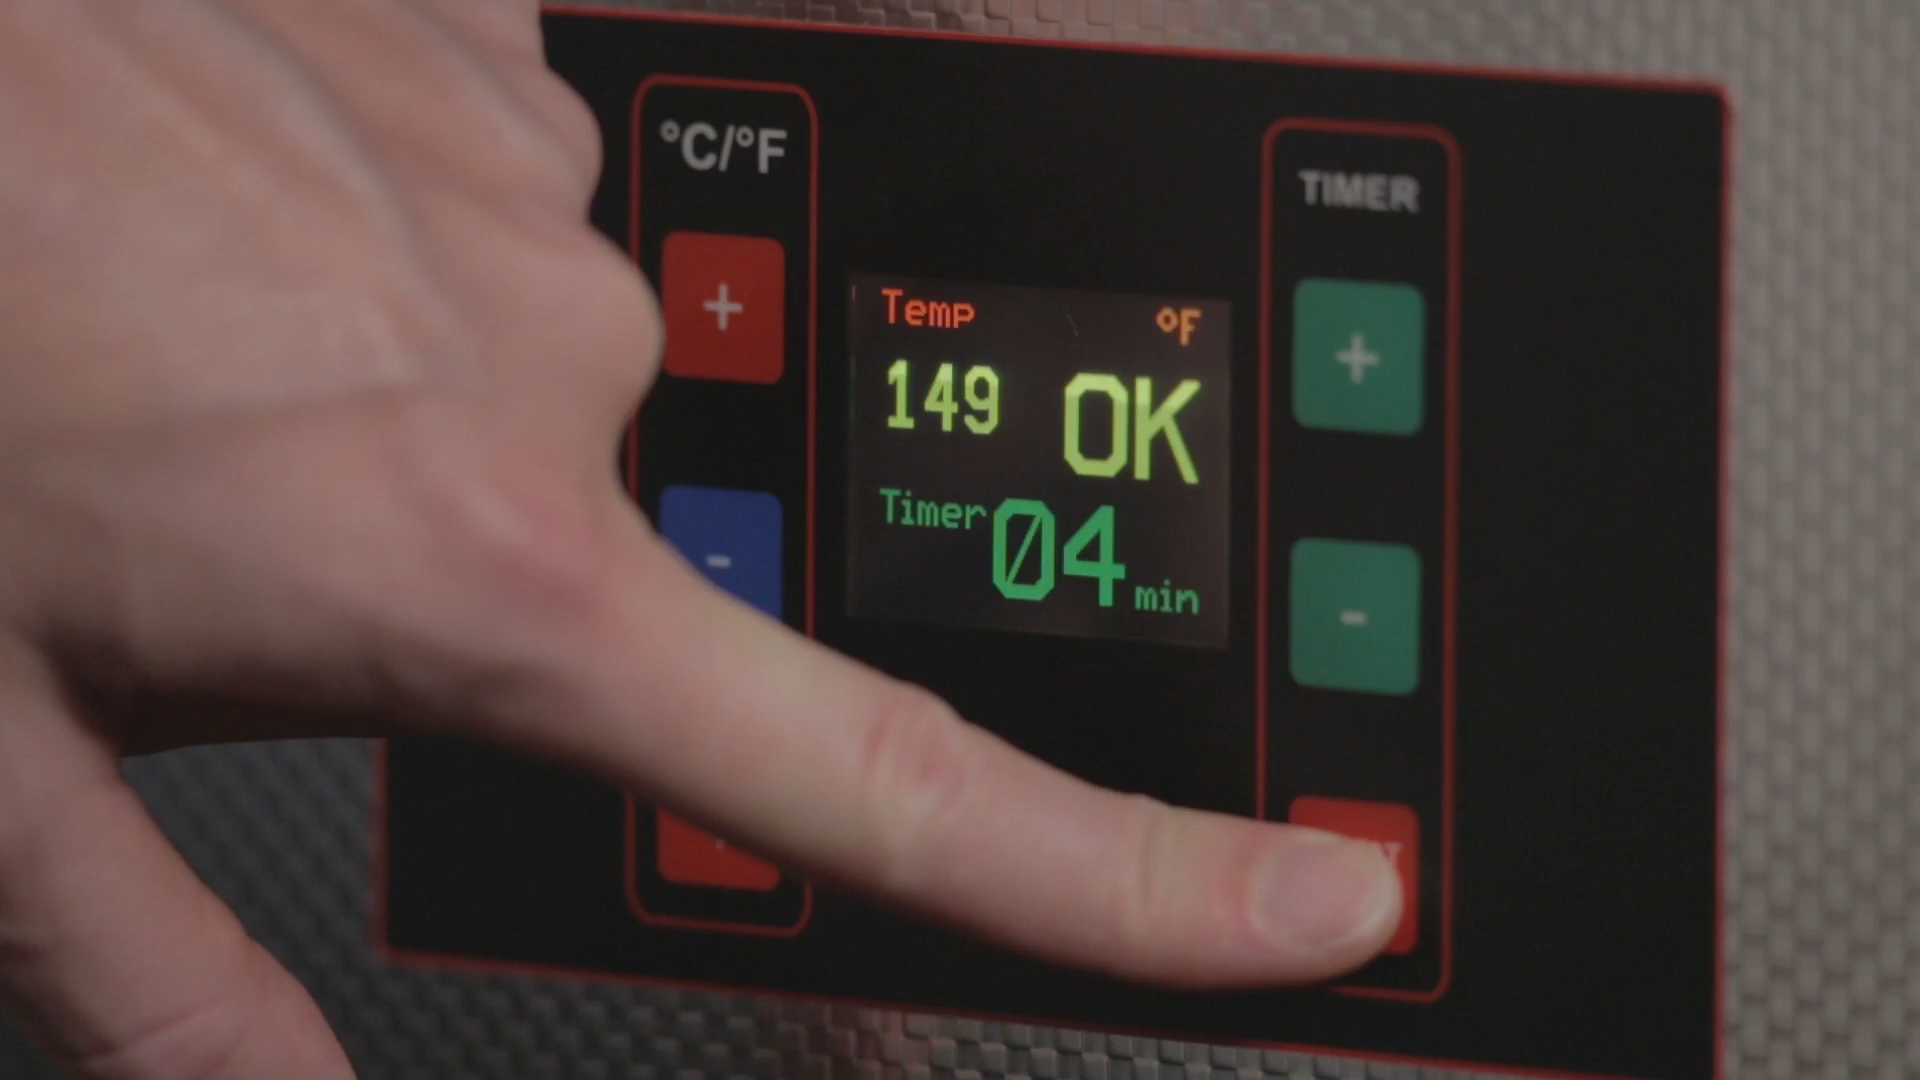 °C/°F
+
-
Temp °F
149 OK
Timer 04 min
TIMER
+
-